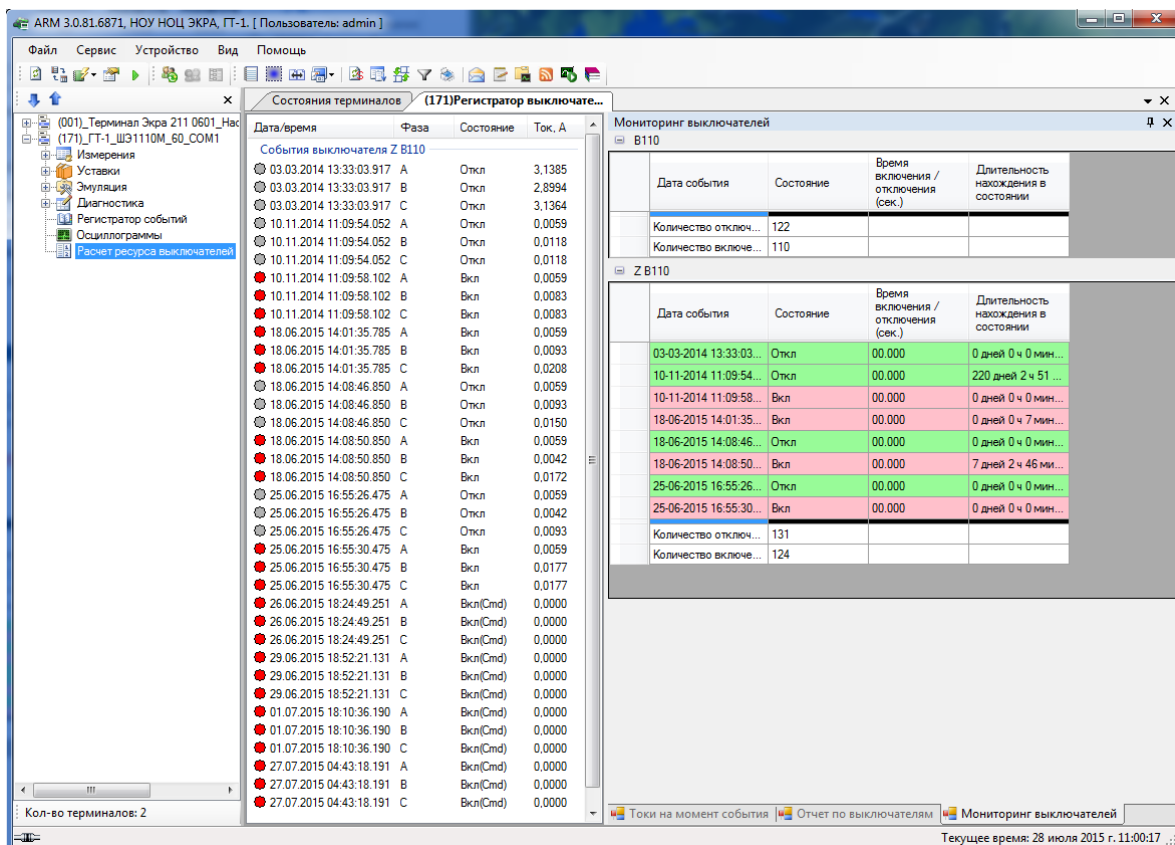 ARM 3.0.81.6871, НОУ НОЦ ЭКРА, ГТ-1. [ Пользователь: admin ]
Файл Сервис Устройство Вид Помощь
Состояния терминалов (171)Регистратор выключате...
(001)_Терминал Экра 211 0601_Нас
(171)_ГТ-1_ШЭ1110М_60_COM1
Измерения
Уставки
Эмуляция
Диагностика
Регистратор событий
Осциллограммы
Расчет ресурса выключателей
Кол-во терминалов: 2
Дата/время Фаза Состояние Ток, А
События выключателя Z В110
03.03.2014 13:33:03.917 A Откл 3,1385
03.03.2014 13:33:03.917 B Откл 2,8994
03.03.2014 13:33:03.917 C Откл 3,1364
10.11.2014 11:09:54.052 A Откл 0,0059
10.11.2014 11:09:54.052 B Откл 0,0118
10.11.2014 11:09:54.052 C Откл 0,0118
10.11.2014 11:09:58.102 A Вкл 0,0059
10.11.2014 11:09:58.102 B Вкл 0,0083
10.11.2014 11:09:58.102 C Вкл 0,0083
18.06.2015 14:01:35.785 A Вкл 0,0059
18.06.2015 14:01:35.785 B Вкл 0,0093
18.06.2015 14:01:35.785 C Вкл 0,0208
18.06.2015 14:08:46.850 A Откл 0,0059
18.06.2015 14:08:46.850 B Откл 0,0093
18.06.2015 14:08:46.850 C Откл 0,0150
18.06.2015 14:08:50.850 A Вкл 0,0059
18.06.2015 14:08:50.850 B Вкл 0,0042
18.06.2015 14:08:50.850 C Вкл 0,0172
25.06.2015 16:55:26.475 A Откл 0,0059
25.06.2015 16:55:26.475 B Откл 0,0042
25.06.2015 16:55:26.475 C Откл 0,0093
25.06.2015 16:55:30.475 A Вкл 0,0059
25.06.2015 16:55:30.475 B Вкл 0,0177
25.06.2015 16:55:30.475 C Вкл 0,0177
26.06.2015 18:24:49.251 A Вкл(Cmd) 0,0000
26.06.2015 18:24:49.251 B Вкл(Cmd) 0,0000
26.06.2015 18:24:49.251 C Вкл(Cmd) 0,0000
29.06.2015 18:52:21.131 A Вкл(Cmd) 0,0000
29.06.2015 18:52:21.131 B Вкл(Cmd) 0,0000
29.06.2015 18:52:21.131 C Вкл(Cmd) 0,0000
01.07.2015 18:10:36.190 A Вкл(Cmd) 0,0000
01.07.2015 18:10:36.190 B Вкл(Cmd) 0,0000
01.07.2015 18:10:36.190 C Вкл(Cmd) 0,0000
27.07.2015 04:43:18.191 A Вкл(Cmd) 0,0000
27.07.2015 04:43:18.191 B Вкл(Cmd) 0,0000
27.07.2015 04:43:18.191 C Вкл(Cmd) 0,0000
Мониторинг выключателей
В110
Дата события Состояние Время включения / отключения (сек.) Длительность нахождения в состоянии
Количество отключ... 122
Количество включе... 110
Z В110
Дата события Состояние Время включения / отключения (сек.) Длительность нахождения в состоянии
03-03-2014 13:33:03... Откл 00.000 0 дней 0 ч 0 мин...
10-11-2014 11:09:54... Откл 00.000 220 дней 2 ч 51 ...
10-11-2014 11:09:58... Вкл 00.000 0 дней 0 ч 0 мин...
18-06-2015 14:01:35... Вкл 00.000 0 дней 0 ч 7 мин...
18-06-2015 14:08:46... Откл 00.000 0 дней 0 ч 0 мин...
18-06-2015 14:08:50... Вкл 00.000 7 дней 2 ч 46 ми...
25-06-2015 16:55:26... Откл 00.000 0 дней 0 ч 0 мин...
25-06-2015 16:55:30... Вкл 00.000 0 дней 0 ч 0 мин...
Количество отключ... 131
Количество включе... 124
Токи на момент события Отчет по выключателям Мониторинг выключателей
Текущее время: 28 июля 2015 г. 11:00:17